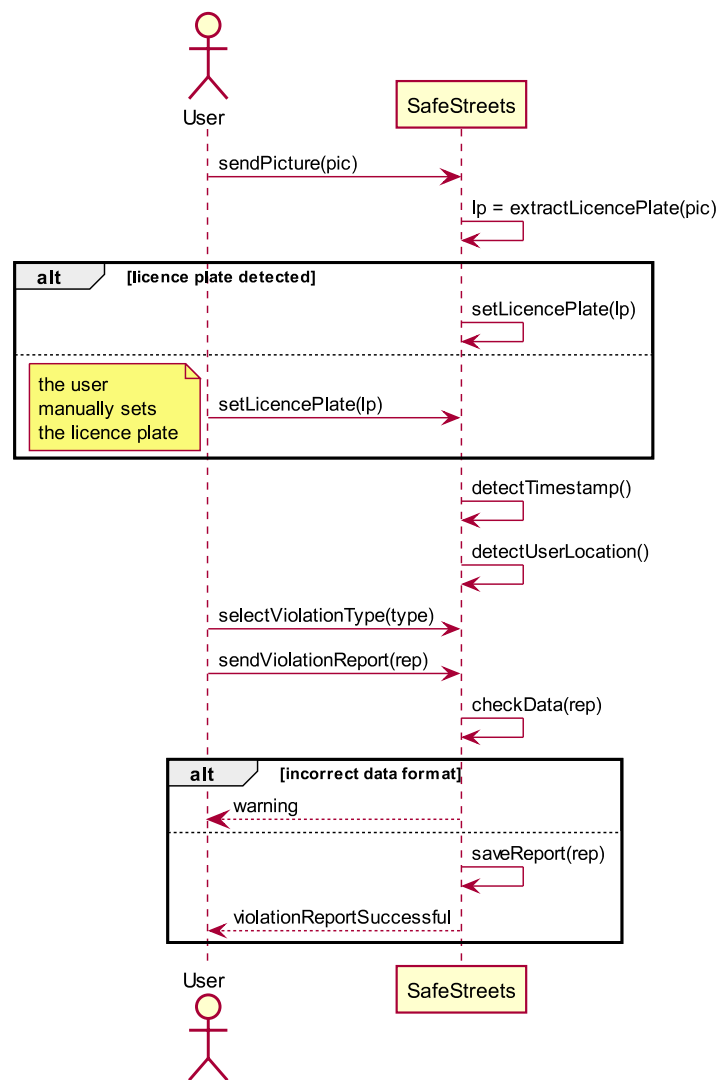 User
SafeStreets
sendPicture(pic)
lp = extractLicencePlate(pic)
alt [licence plate detected]
setLicencePlate(lp)
the user
manually sets
the licence plate
setLicencePlate(lp)
detectTimestamp()
detectUserLocation()
selectViolationType(type)
sendViolationReport(rep)
checkData(rep)
alt [incorrect data format]
warning
saveReport(rep)
violationReportSuccessful
User
SafeStreets